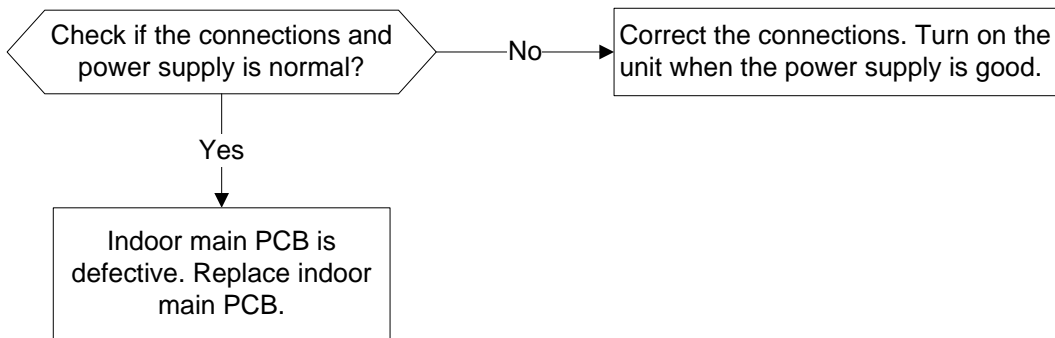 Check if the connections and
power supply is normal?
No
Correct the connections. Turn on the
unit when the power supply is good.
Yes
Indoor main PCB is
defective. Replace indoor
main PCB.